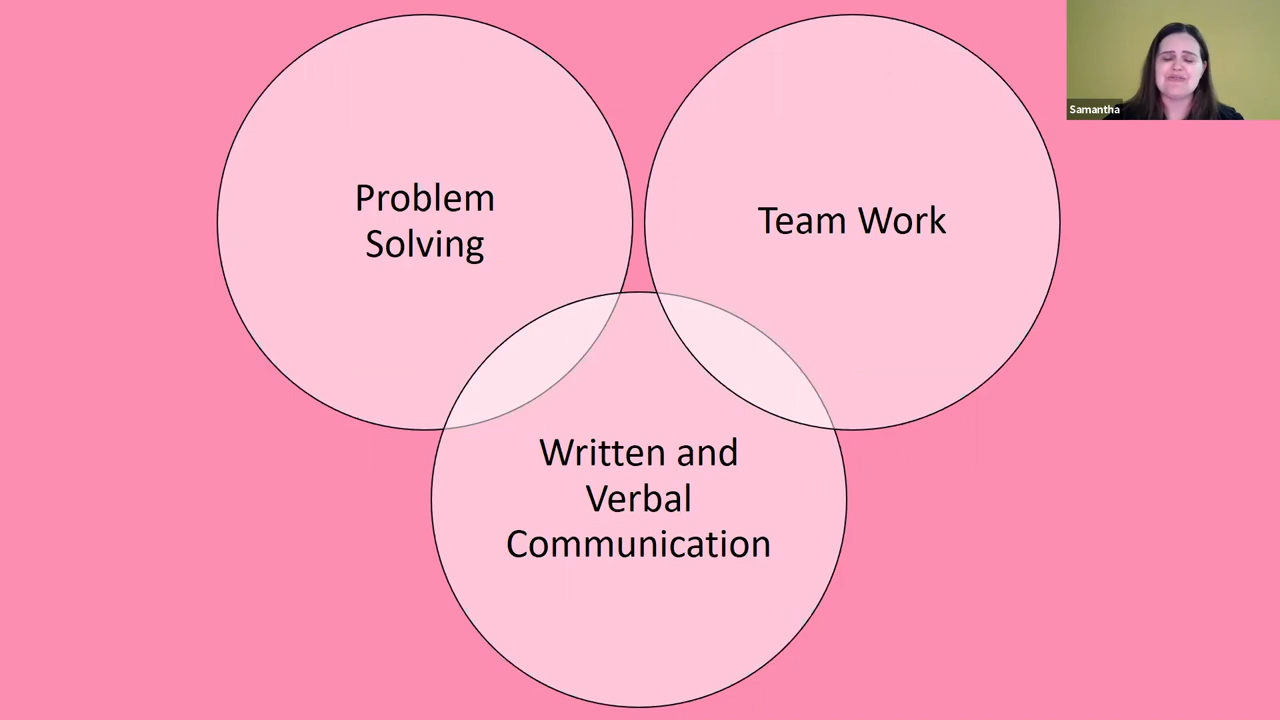 Samantha
Problem
Solving
Team Work
Written and
Verbal
Communication